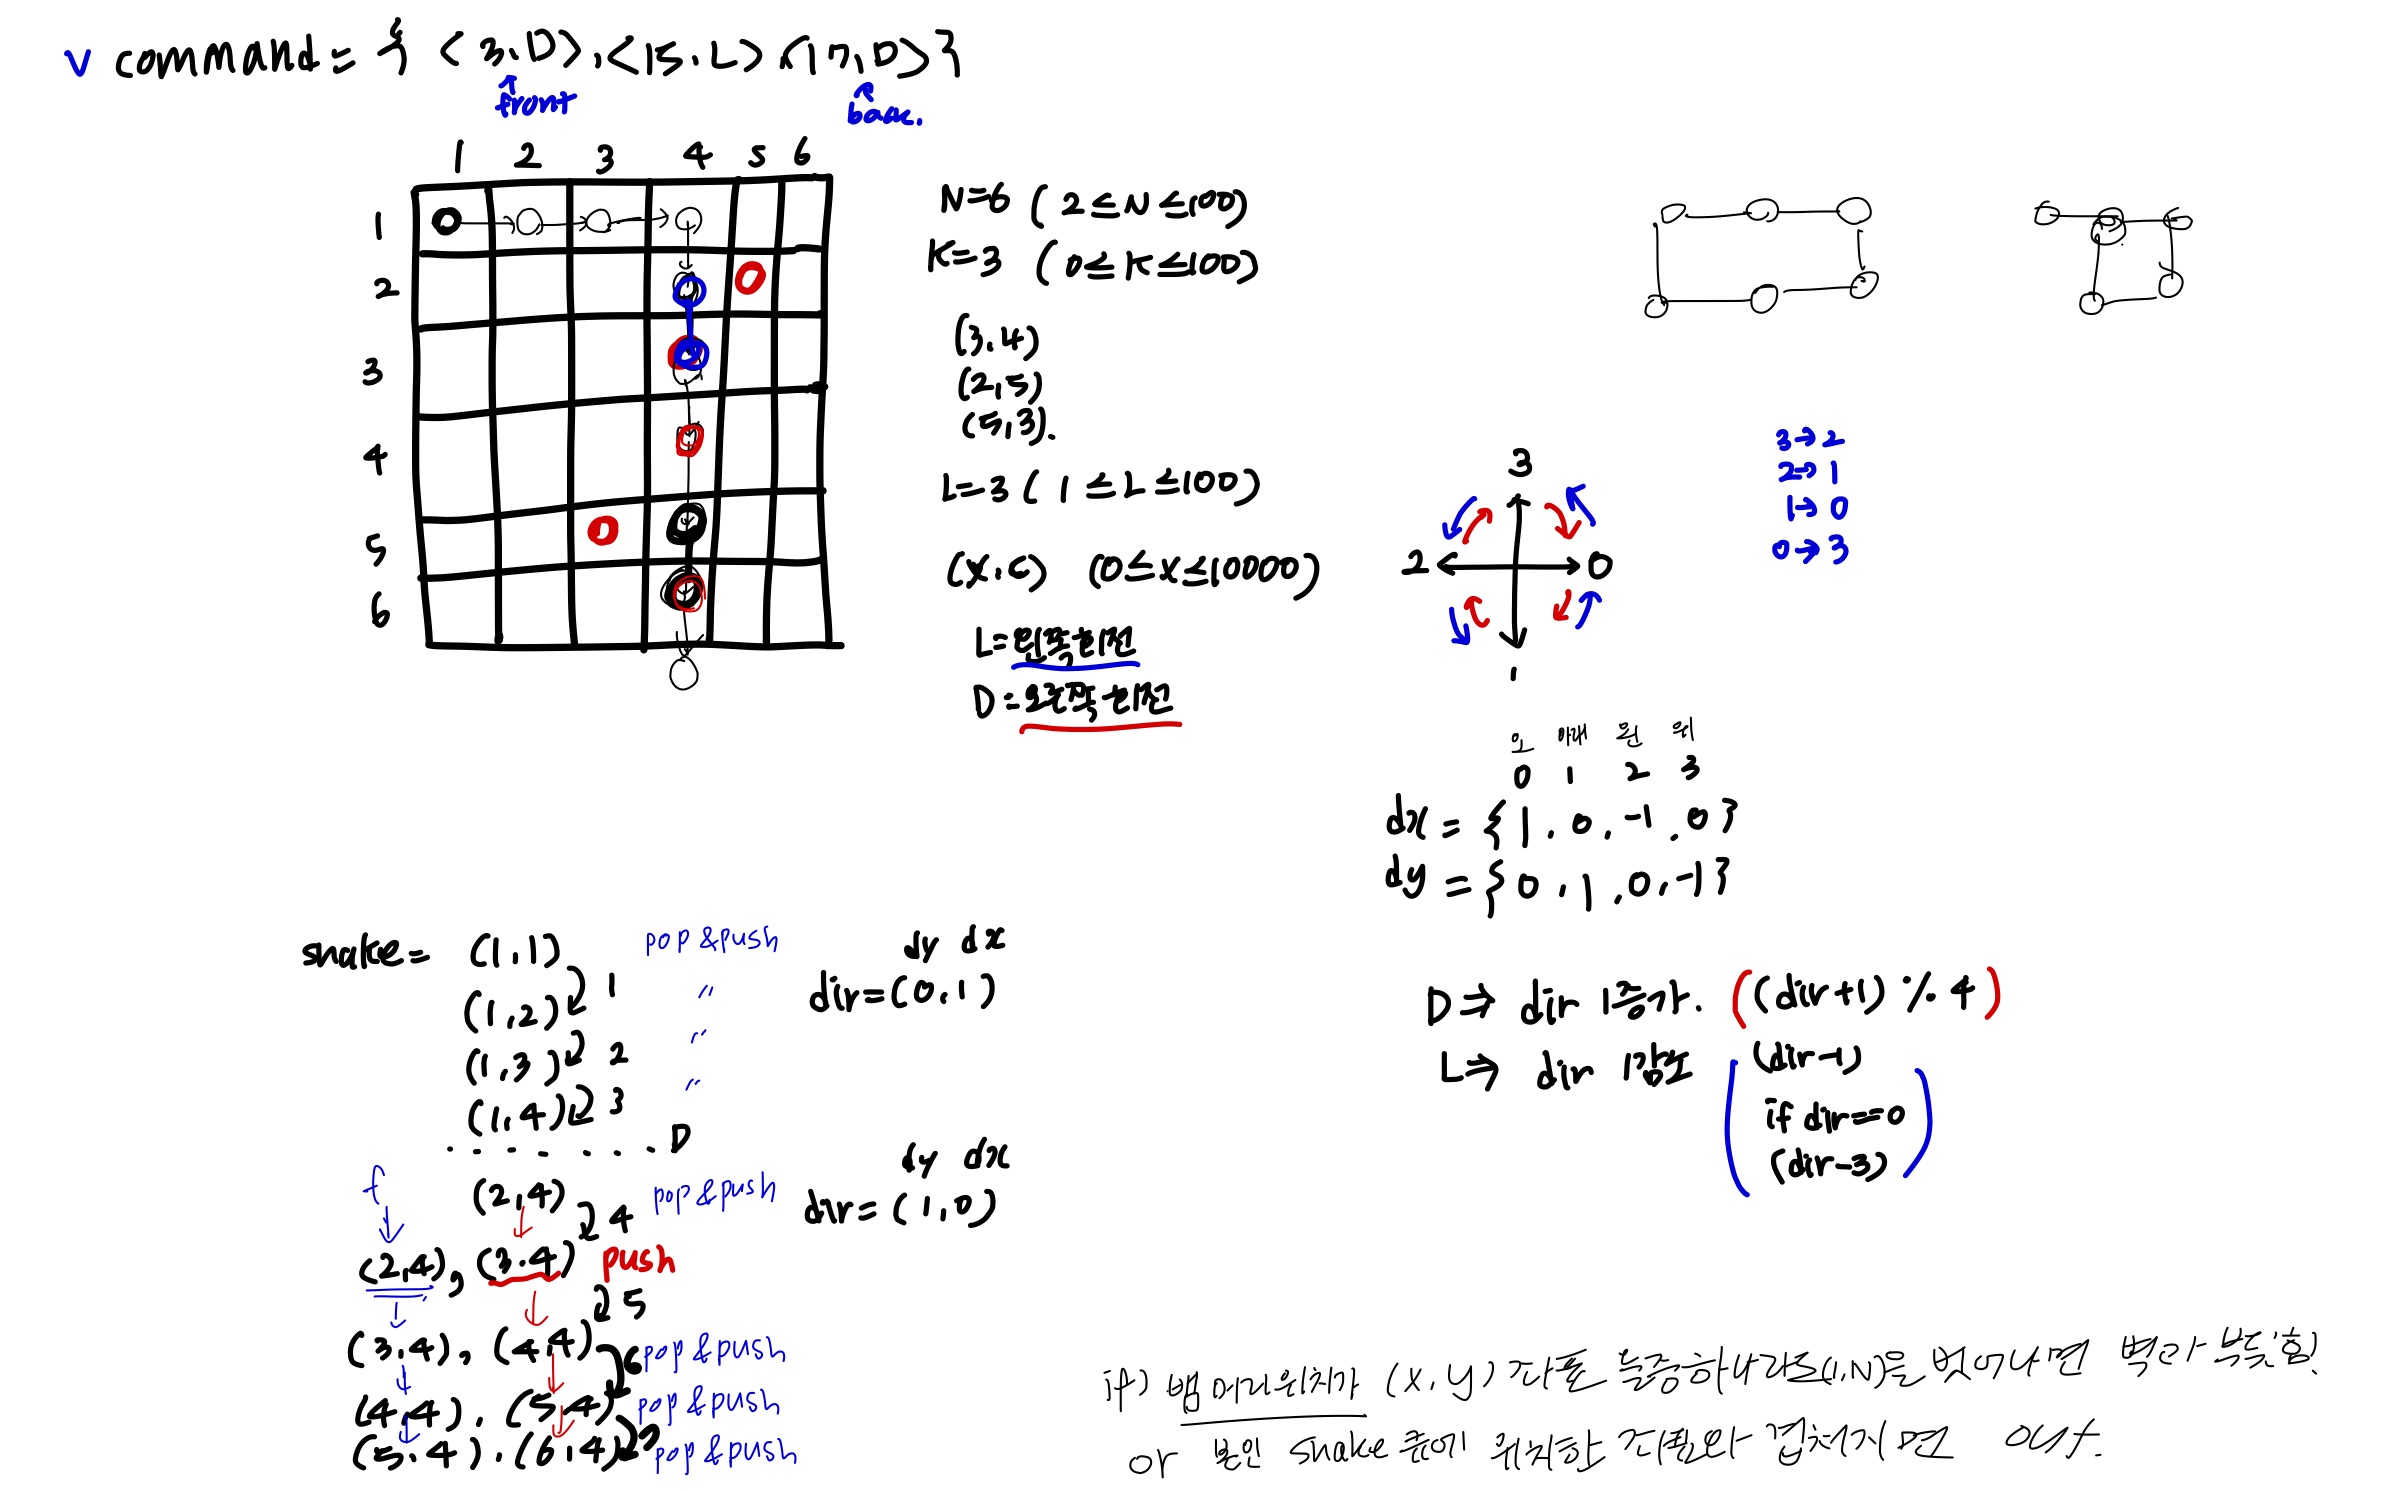 v command = { <3,D>, <15,L> <17,D> }
front
back.
1 2 3 4 5 6
1
2
3
4
5
6
N=6 (2≤N≤100)
K=3 (0≤K≤100)
(3,4)
(2,5)
(5,3).
L=3 (1≤L≤100)
(X,C) (0≤X≤10000)
L=왼쪽회전
D=오른쪽회전
3→2
2→1
1→0
0→3
3
2 0
1
오 아래 왼 위
0 1 2 3
dx = {1, 0, -1, 0}
dy = {0, 1, 0, -1}
D ⇒ dir 1증가. ((dir+1) % 4)
L ⇒ dir 1감소 (dir-1)
if dir==0
(dir-3)
snake = (1,1) pop & push
dy dx
(1,2) 1 〃 dir=(0,1)
(1,3) 2 〃
(1,4) 3 〃
. . . . . . . D
f
dy dx
(2,4) 4 pop & push dir=(1,0)
(2,4), (3,4) push
5
(3,4), (4,4) 6 pop & push
(4,4), (5,4) pop & push
(5,4), (6,4) 7 pop & push
if) 뱀 머리위치가 (x,y) 좌표 둘중하나라도(1,N)을 벗어나면 벽과 부딪힘!
or 본인 snake 중에 위치한 좌표와 겹쳐지면 out.